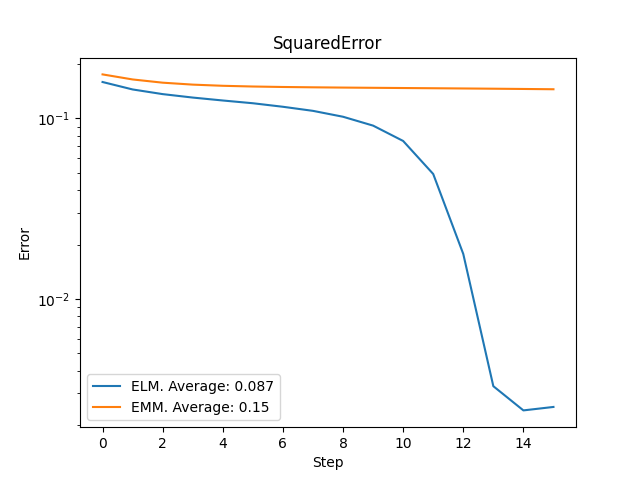 SquaredError
Error
10⁻¹
10⁻²
ELM. Average: 0.087
EMM. Average: 0.15
0 2 4 6 8 10 12 14
Step